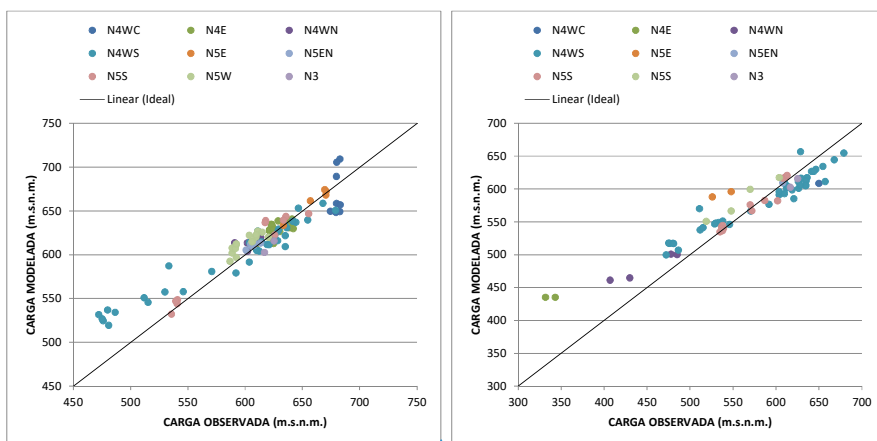 N4WC N4E N4WN
N4WS N5E N5EN
N5S N5W N3
Linear (Ideal)
750
700
650
600
550
500
450
450 500 550 600 650 700 750
CARGA MODELADA (m.s.n.m.)
CARGA OBSERVADA (m.s.n.m.)
N4WC N4E N4WN
N4WS N5E N5EN
N5S N5S N3
Linear (Ideal)
700
650
600
550
500
450
400
350
300
300 350 400 450 500 550 600 650 700
CARGA MODELADA (m.s.n.m.)
CARGA OBSERVADA (m.s.n.m.)